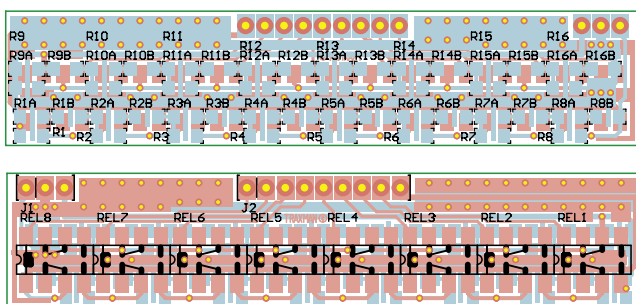 R9 R10 R11 R12 R13 R14 R15 R16
R9A R9B R10A R10B R11A R11B R12A R12B R13A R13B R14A R14B R15A R15B R16A R16B
R1A R1B R2A R2B R3A R3B R4A R4B R5A R5B R6A R6B R7A R7B R8A R8B
R1 R2 R3 R4 R5 R6 R7 R8
J1 J2
REL8 REL7 REL6 REL5 REL4 REL3 REL2 REL1